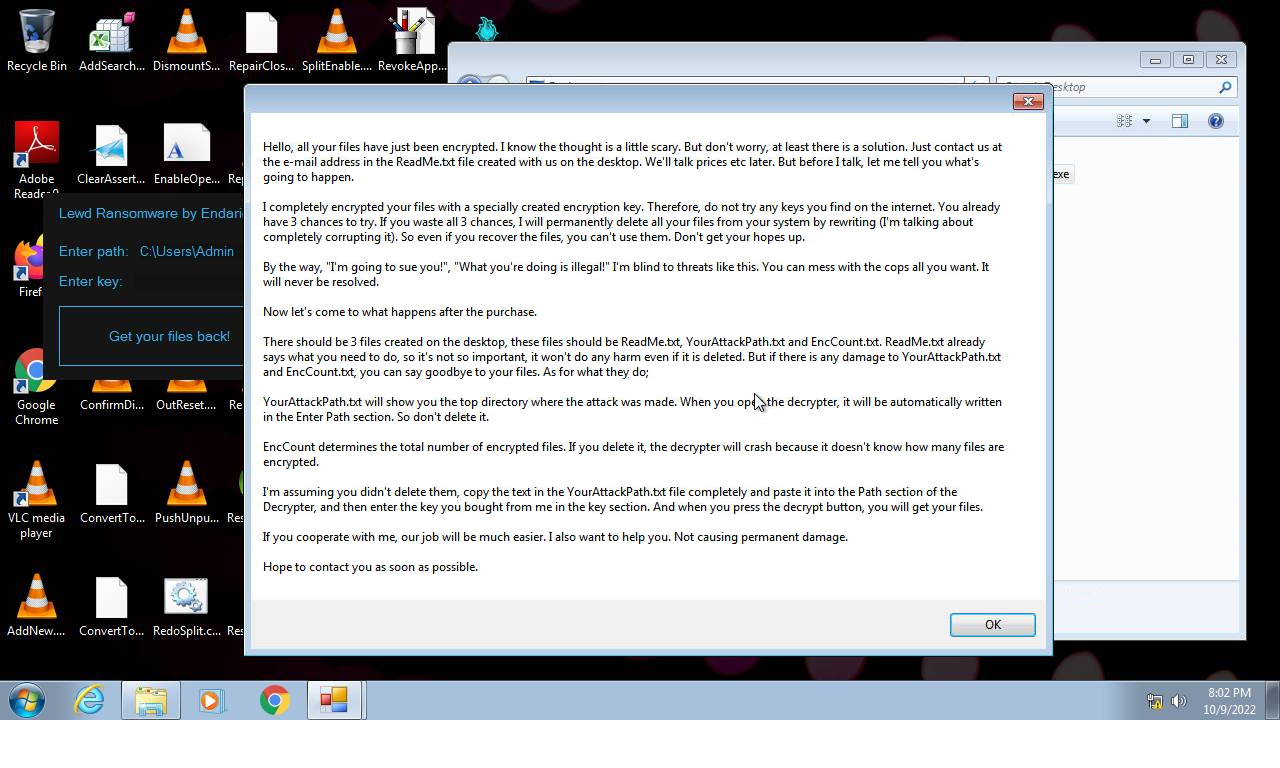 Recycle Bin
AddSearch...
DismountS...
RepairClos...
SplitEnable....
RevokeApp...
Desktop
Adobe
Reader 9
ClearAssert...
EnableOpe...
exe
Lewd Ransomware by
Enter path: C:\Users\Admin
Enter key:
Get your files back!
Google
Chrome
ConfirmDi...
OutReset....
VLC media
player
ConvertTo...
PushUnpu...
AddNew....
ConvertTo...
RedoSplit.c...
Hello, all your files have just been encrypted. I know the thought is a little scary. But don't worry, at least there is a solution. Just contact us at
the e-mail address in the ReadMe.txt file created with us on the desktop. We'll talk prices etc later. But before I talk, let me tell you what's
going to happen.
I completely encrypted your files with a specially created encryption key. Therefore, do not try any keys you find on the internet. You already
have 3 chances to try. If you waste all 3 chances, I will permanently delete all your files from your system by rewriting (I'm talking about
completely corrupting it). So even if you recover the files, you can't use them. Don't get your hopes up.
By the way, "I'm going to sue you!", "What you're doing is illegal!" I'm blind to threats like this. You can mess with the cops all you want. It
will never be resolved.
Now let's come to what happens after the purchase.
There should be 3 files created on the desktop, these files should be ReadMe.txt, YourAttackPath.txt and EncCount.txt. ReadMe.txt already
says what you need to do, so it's not so important, it won't do any harm even if it is deleted. But if there is any damage to YourAttackPath.txt
and EncCount.txt, you can say goodbye to your files. As for what they do;
YourAttackPath.txt will show you the top directory where the attack was made. When you open the decrypter, it will be automatically written
in the Enter Path section. So don't delete it.
EncCount determines the total number of encrypted files. If you delete it, the decrypter will crash because it doesn't know how many files are
encrypted.
I'm assuming you didn't delete them, copy the text in the YourAttackPath.txt file completely and paste it into the Path section of the
Decrypter, and then enter the key you bought from me in the key section. And when you press the decrypt button, you will get your files.
If you cooperate with me, our job will be much easier. I also want to help you. Not causing permanent damage.
Hope to contact you as soon as possible.
OK
8:02 PM
10/9/2022